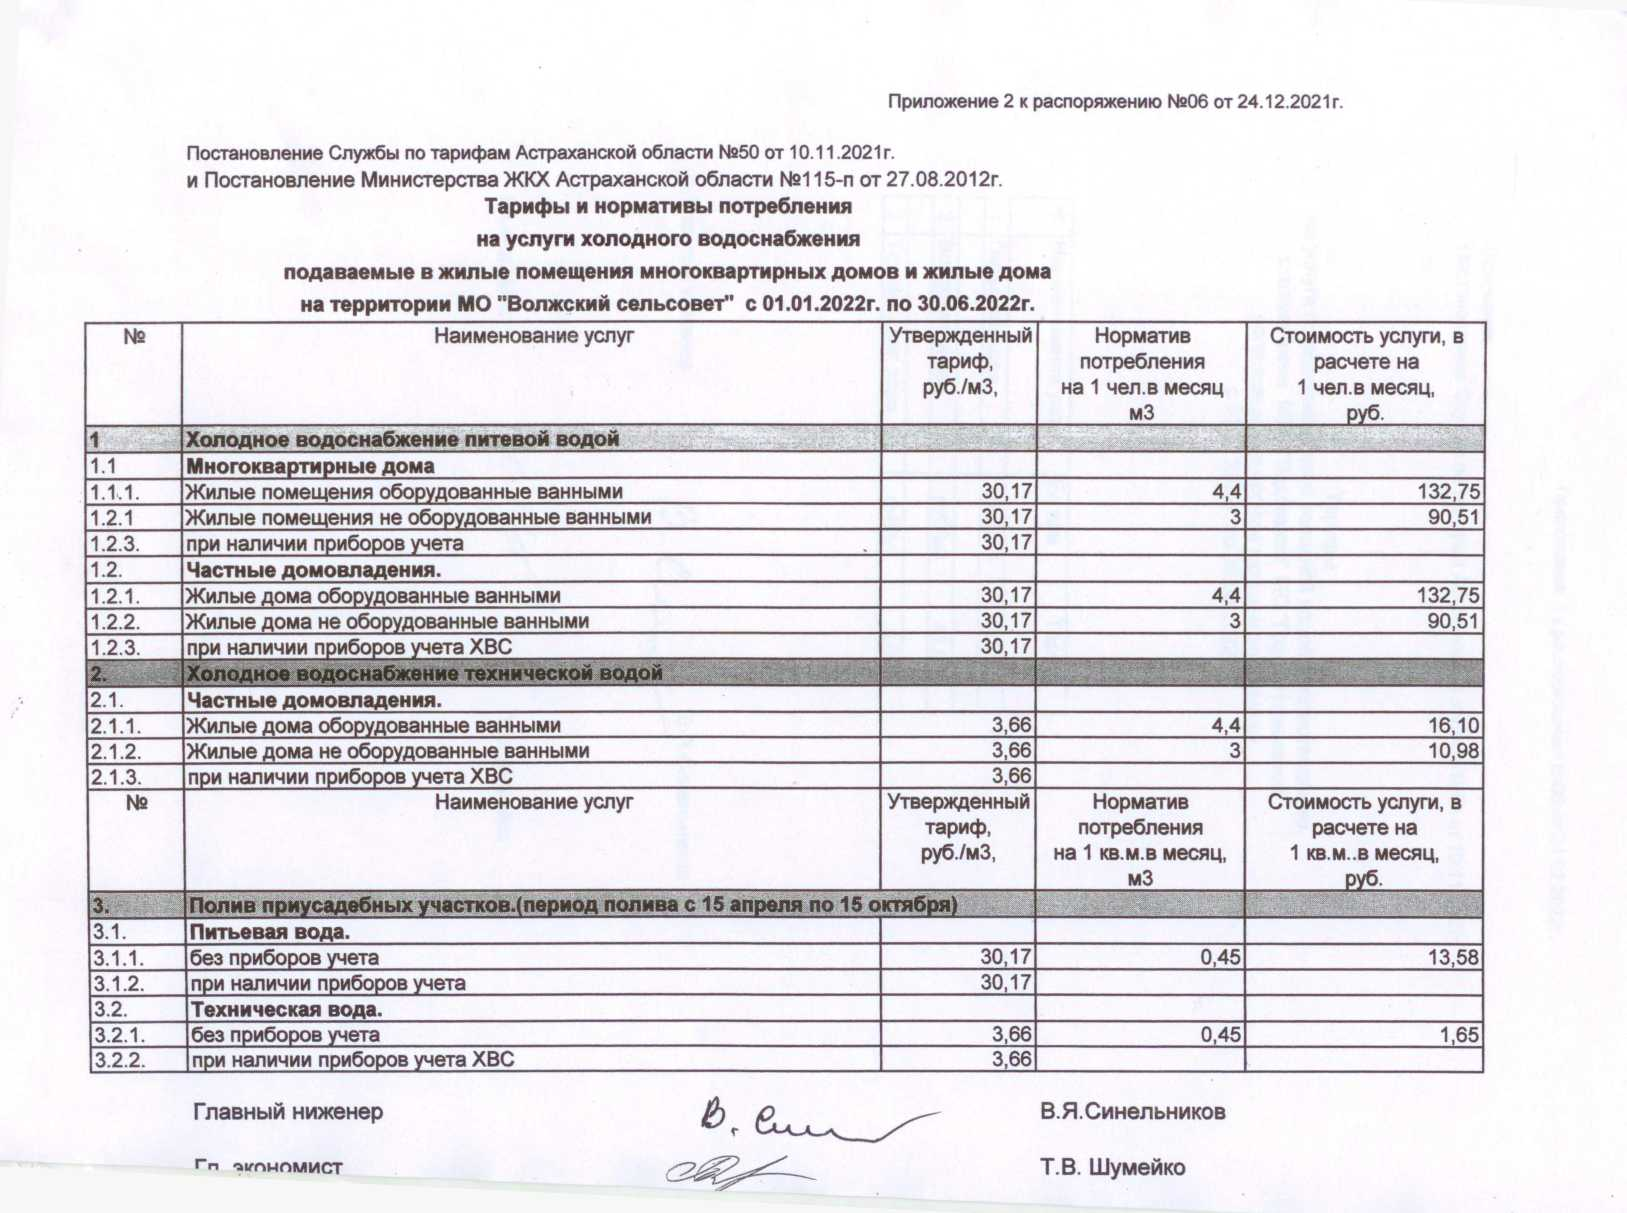 Приложение 2 к распоряжению №06 от 24.12.2021г.
Постановление Службы по тарифам Астраханской области №50 от 10.11.2021г.
и Постановление Министерства ЖКХ Астраханской области №115-п от 27.08.2012г.
Тарифы и нормативы потребления
на услуги холодного водоснабжения
подаваемые в жилые помещения многоквартирных домов и жилые дома
на территории МО "Волжский сельсовет" с 01.01.2022г. по 30.06.2022г.
№ Наименование услуг Утвержденный тариф, руб./м3, Норматив потребления на 1 чел.в месяц м3 Стоимость услуги, в расчете на 1 чел.в месяц, руб.
1 Холодное водоснабжение питевой водой
1.1 Многоквартирные дома
1.1.1. Жилые помещения оборудованные ванными 30,17 4,4 132,75
1.2.1 Жилые помещения не оборудованные ванными 30,17 3 90,51
1.2.3. при наличии приборов учета 30,17
1.2. Частные домовладения.
1.2.1. Жилые дома оборудованные ванными 30,17 4,4 132,75
1.2.2. Жилые дома не оборудованные ванными 30,17 3 90,51
1.2.3. при наличии приборов учета ХВС 30,17
2. Холодное водоснабжение технической водой
2.1. Частные домовладения.
2.1.1. Жилые дома оборудованные ванными 3,66 4,4 16,10
2.1.2. Жилые дома не оборудованные ванными 3,66 3 10,98
2.1.3. при наличии приборов учета ХВС 3,66
№ Наименование услуг Утвержденный тариф, руб./м3, Норматив потребления на 1 кв.м.в месяц, м3 Стоимость услуги, в расчете на 1 кв.м..в месяц, руб.
3. Полив приусадебных участков.(период полива с 15 апреля по 15 октября)
3.1. Питьевая вода.
3.1.1. без приборов учета 30,17 0,45 13,58
3.1.2. при наличии приборов учета 30,17
3.2. Техническая вода.
3.2.1. без приборов учета 3,66 0,45 1,65
3.2.2. при наличии приборов учета ХВС 3,66
Главный ниженер В.Я.Синельников
Гл. экономист Т.В. Шумейко